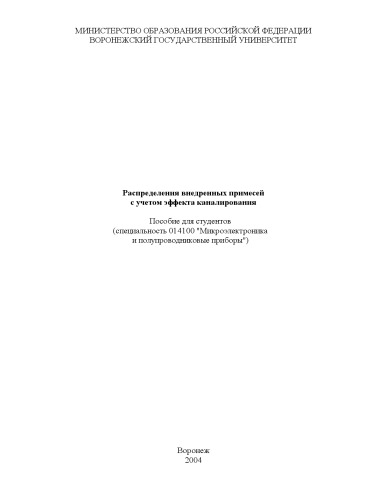 МИНИСТЕРСТВО ОБРАЗОВАНИЯ РОССИЙСКОЙ ФЕДЕРАЦИИ
ВОРОНЕЖСКИЙ ГОСУДАРСТВЕННЫЙ УНИВЕРСИТЕТ
Распределения внедренных примесей
с учетом эффекта каналирования
Пособие для студентов
(специальность 014100 "Микроэлектроника
и полупроводниковые приборы")
Воронеж
2004